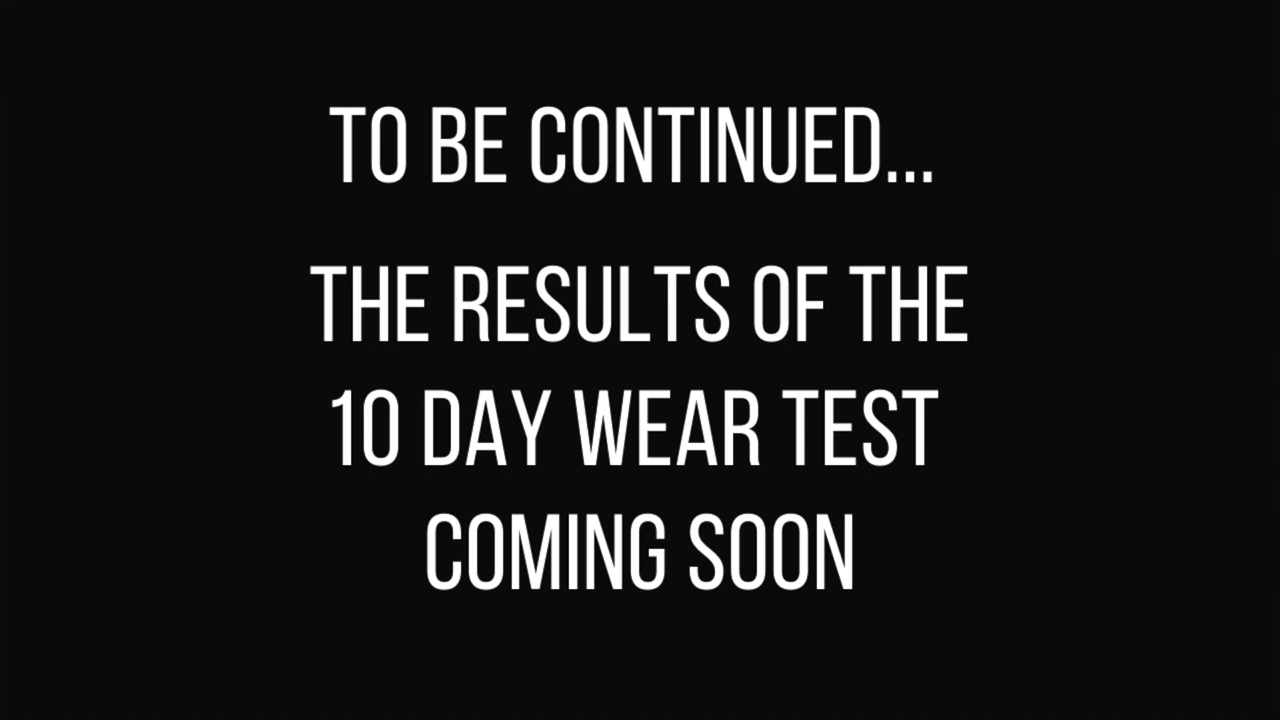 TO BE CONTINUED...
THE RESULTS OF THE
10 DAY WEAR TEST
COMING SOON